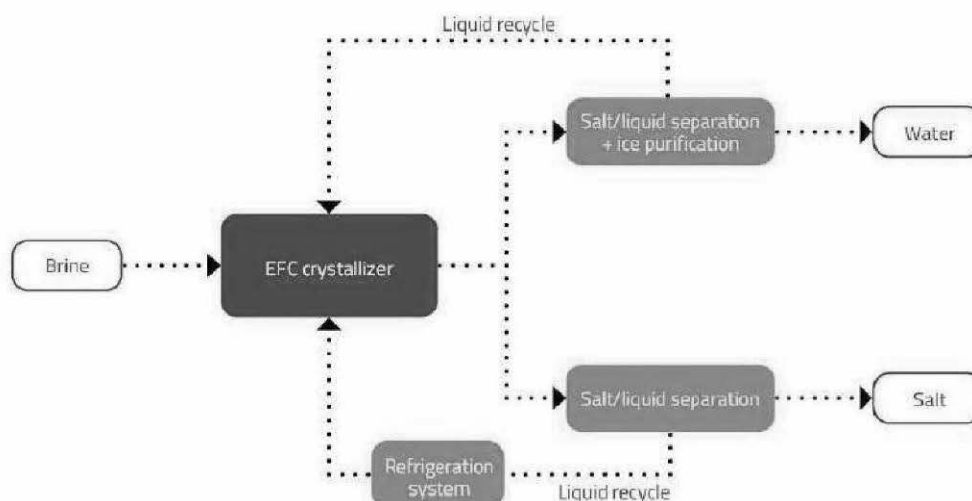 Liquid recycle
Salt/liquid separation
+ ice purification
Water
Brine
EFC crystallizer
Salt/liquid separation
Salt
Refrigeration
system
Liquid recycle